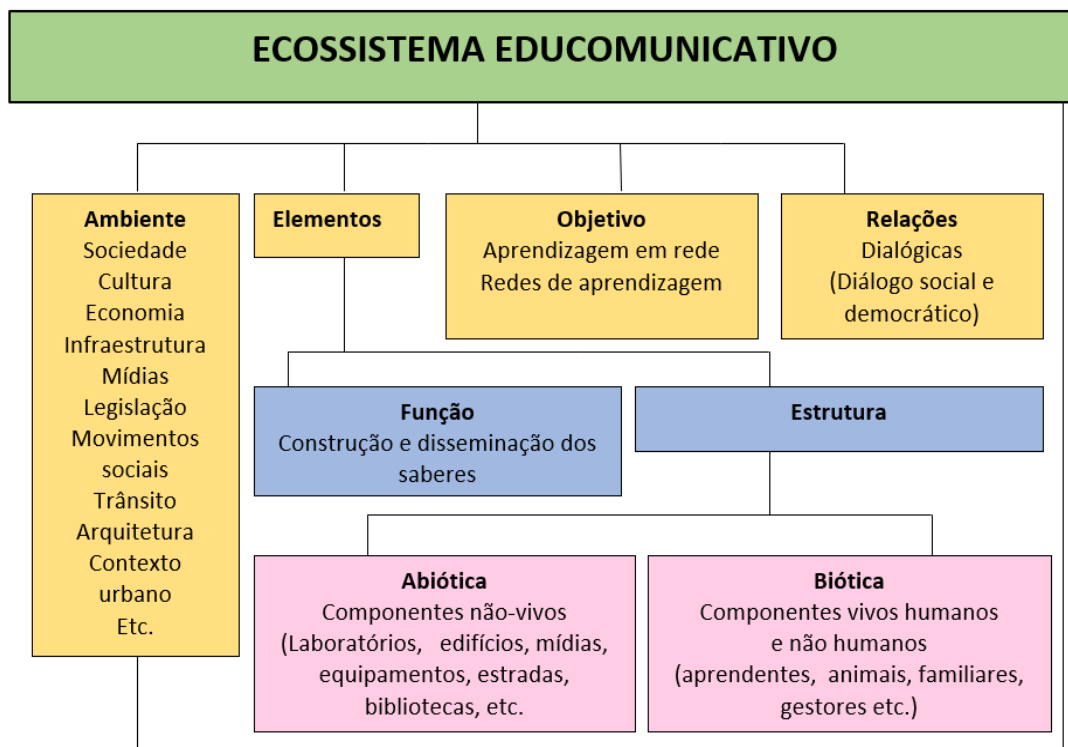 ECOSSISTEMA EDUCOMUNICATIVO
Ambiente
Sociedade
Cultura
Economia
Infraestrutura
Mídias
Legislação
Movimentos
sociais
Trânsito
Arquitetura
Contexto
urbano
Etc.
Elementos
Objetivo
Aprendizagem em rede
Redes de aprendizagem
Relações
Dialógicas
(Diálogo social e
democrático)
Função
Construção e disseminação dos
saberes
Estrutura
Abiótica
Componentes não-vivos
(Laboratórios, edifícios, mídias,
equipamentos, estradas,
bibliotecas, etc.
Biótica
Componentes vivos humanos
e não humanos
(aprendentes, animais, familiares,
gestores etc.)